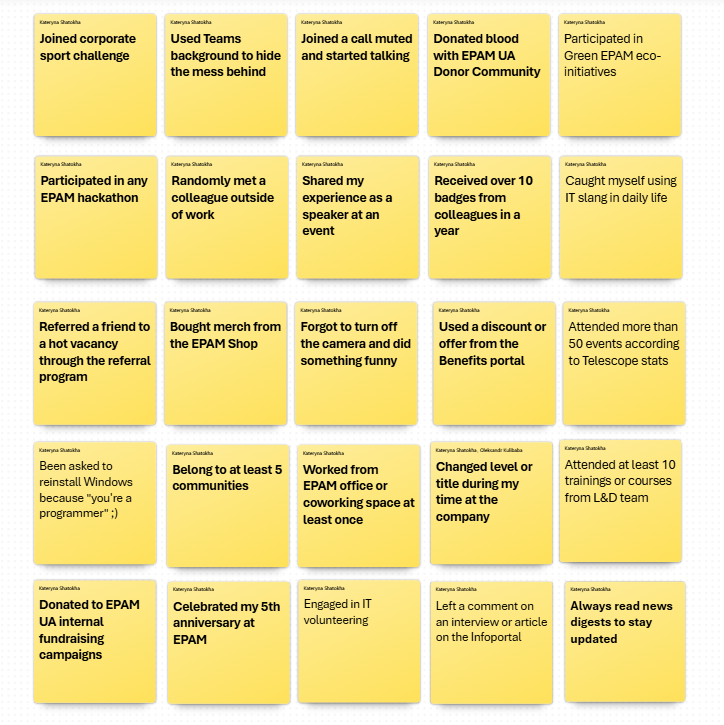 Kateryna Shatokha
Joined corporate
sport challenge
Kateryna Shatokha
Used Teams
background to hide
the mess behind
Kateryna Shatokha
Joined a call muted
and started talking
Kateryna Shatokha
Donated blood
with EPAM UA
Donor Community
Kateryna Shatokha
Participated in
Green EPAM eco-
initiatives
Kateryna Shatokha
Participated in any
EPAM hackathon
Kateryna Shatokha
Randomly met a
colleague outside
of work
Kateryna Shatokha
Shared my
experience as a
speaker at an
event
Kateryna Shatokha
Received over 10
badges from
colleagues in a
year
Kateryna Shatokha
Caught myself using
IT slang in daily life
Kateryna Shatokha
Referred a friend to
a hot vacancy
through the referral
program
Kateryna Shatokha
Bought merch from
the EPAM Shop
Kateryna Shatokha
Forgot to turn off
the camera and did
something funny
Kateryna Shatokha
Used a discount or
offer from the
Benefits portal
Kateryna Shatokha
Attended more than
50 events according
to Telescope stats
Kateryna Shatokha
Been asked to
reinstall Windows
because "you're a
programmer" ;)
Kateryna Shatokha
Belong to at least 5
communities
Kateryna Shatokha
Worked from
EPAM office or
coworking space at
least once
Kateryna Shatokha, Oleksandr Kulibaba
Changed level or
title during my
time at the
company
Kateryna Shatokha
Attended at least 10
trainings or courses
from L&D team
Kateryna Shatokha
Donated to EPAM
UA internal
fundraising
campaigns
Kateryna Shatokha
Celebrated my 5th
anniversary at
EPAM
Kateryna Shatokha
Engaged in IT
volunteering
Kateryna Shatokha
Left a comment on
an interview or article
on the Infoportal
Kateryna Shatokha
Always read news
digests to stay
updated